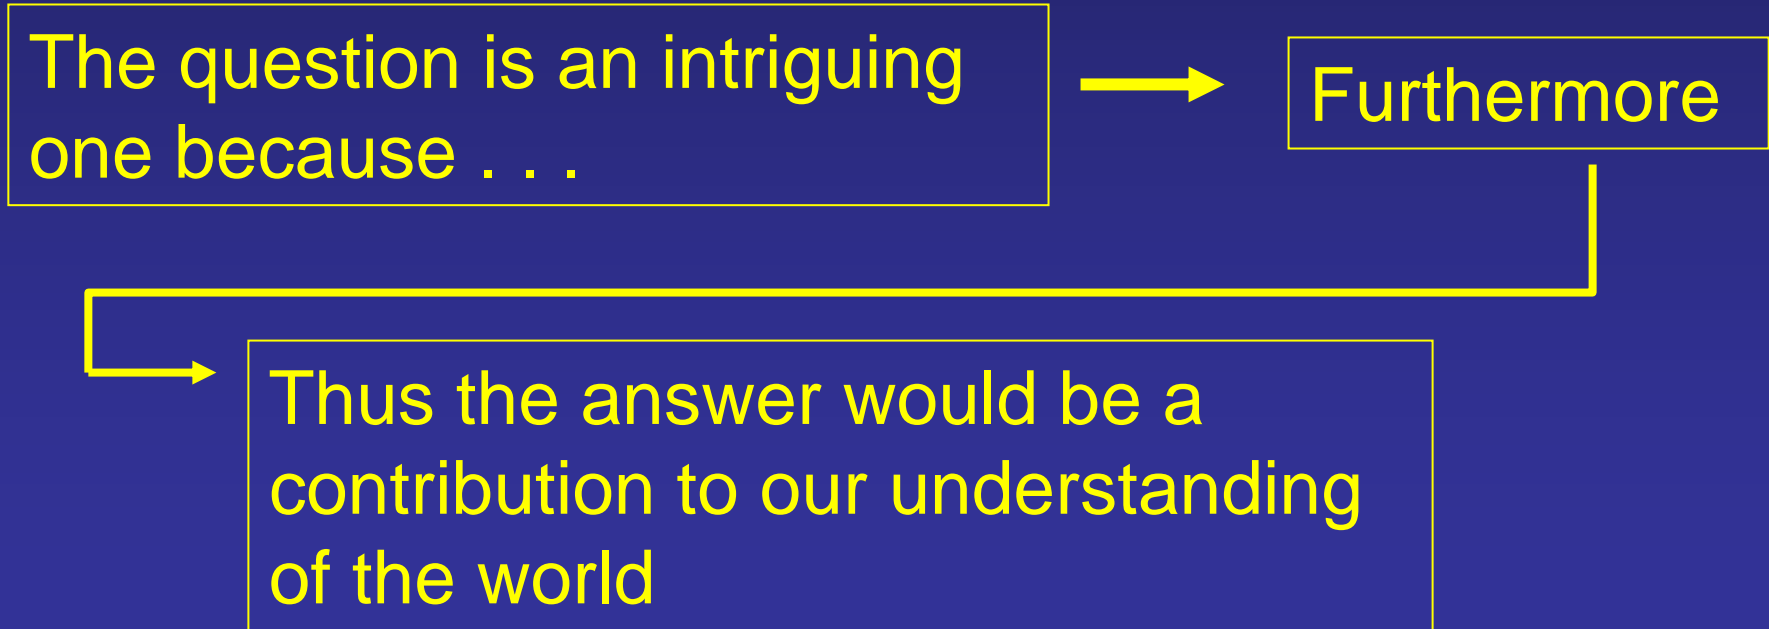 The question is an intriguing
one because . . .
Furthermore
Thus the answer would be a
contribution to our understanding
of the world